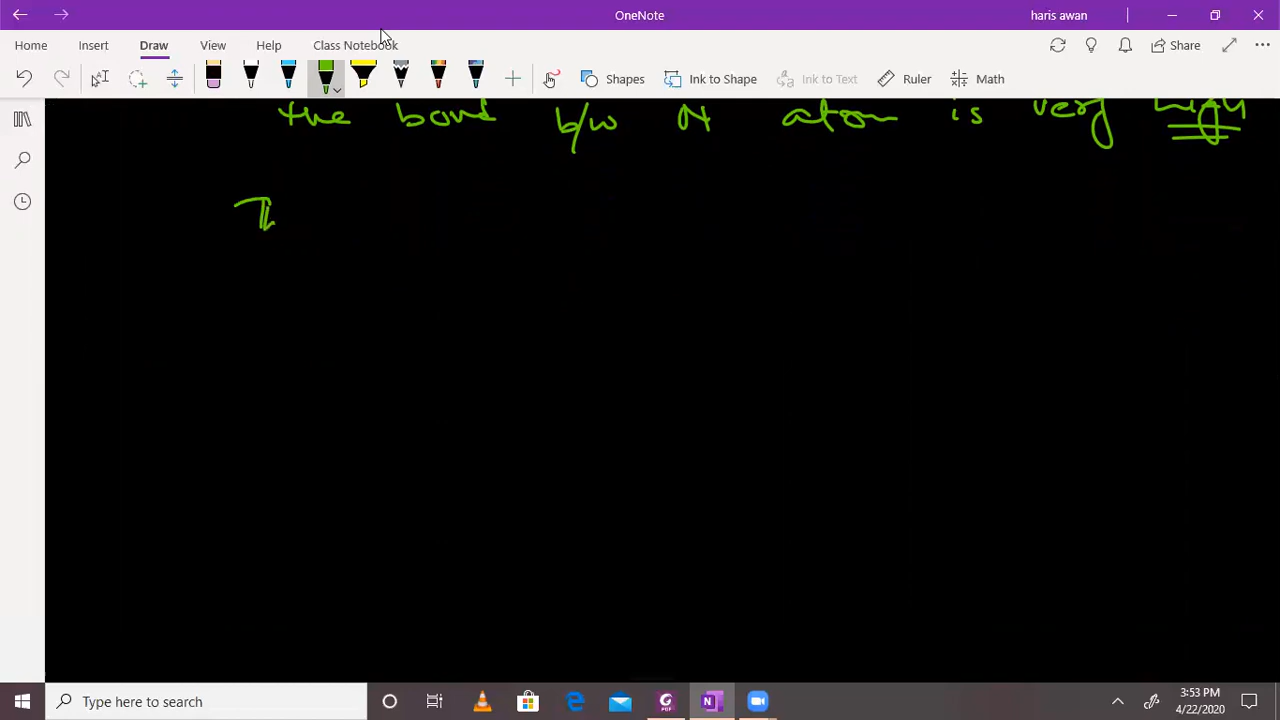 OneNote
haris awan
Home Insert Draw View Help Class Notebook Share
Shapes Ink to Shape Ink to Text Ruler Math
the bond b/w N atom is very high
Type here to search
3:53 PM
4/22/2020